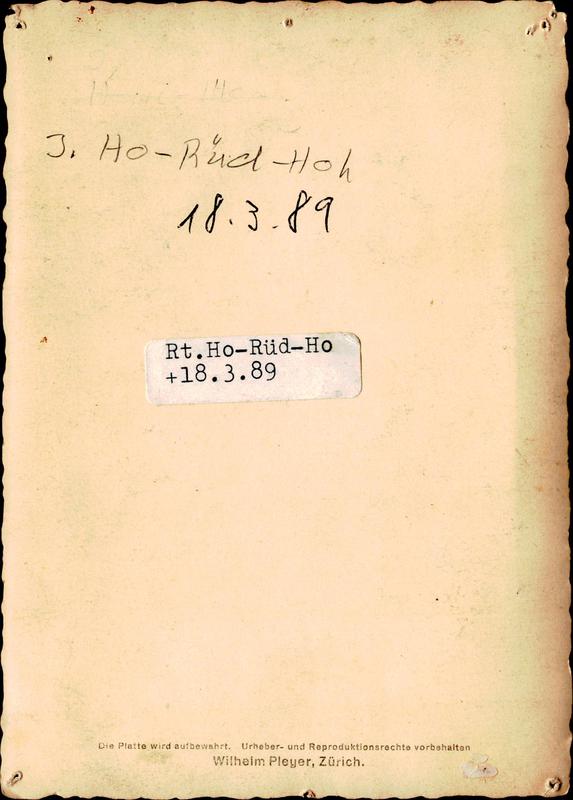 J. Ho-Rüd-Hoh
18.3.89
Rt.Ho-Rüd-Ho
+18.3.89
Die Platte wird aufbewahrt. Urheber- und Reproduktionsrechte vorbehalten
Wilhelm Pleyer, Zürich.